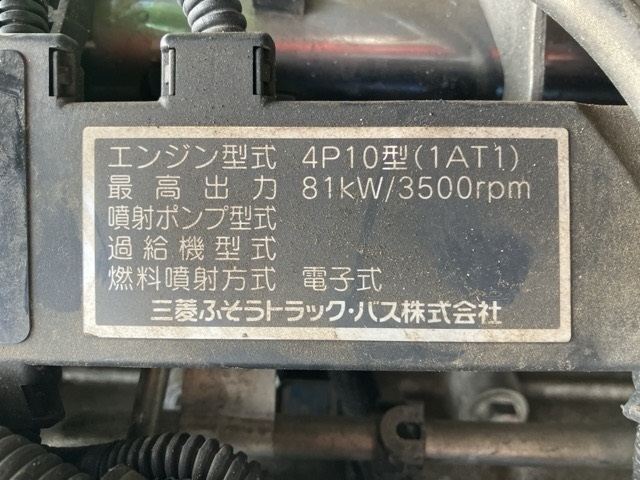 エンジン型式 4P10型(1AT1)
最高出力 81kW/3500rpm
噴射ポンプ型式
過給機型式
燃料噴射方式 電子式
三菱ふそうトラック・バス株式会社